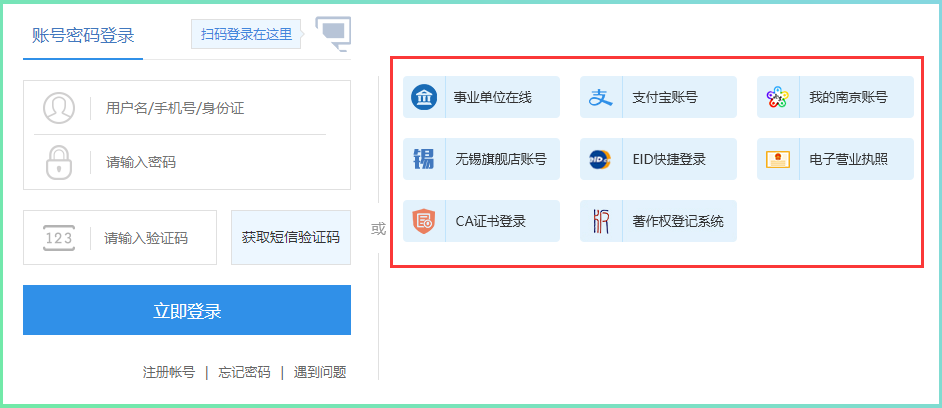 账号密码登录
扫码登录在这里
用户名/手机号/身份证
请输入密码
123
请输入验证码
获取短信验证码
立即登录
注册帐号 | 忘记密码 | 遇到问题
或
事业单位在线
支付宝账号
我的南京账号
锡
无锡旗舰店账号
eID
EID快捷登录
电子营业执照
CA证书登录
著作权登记系统